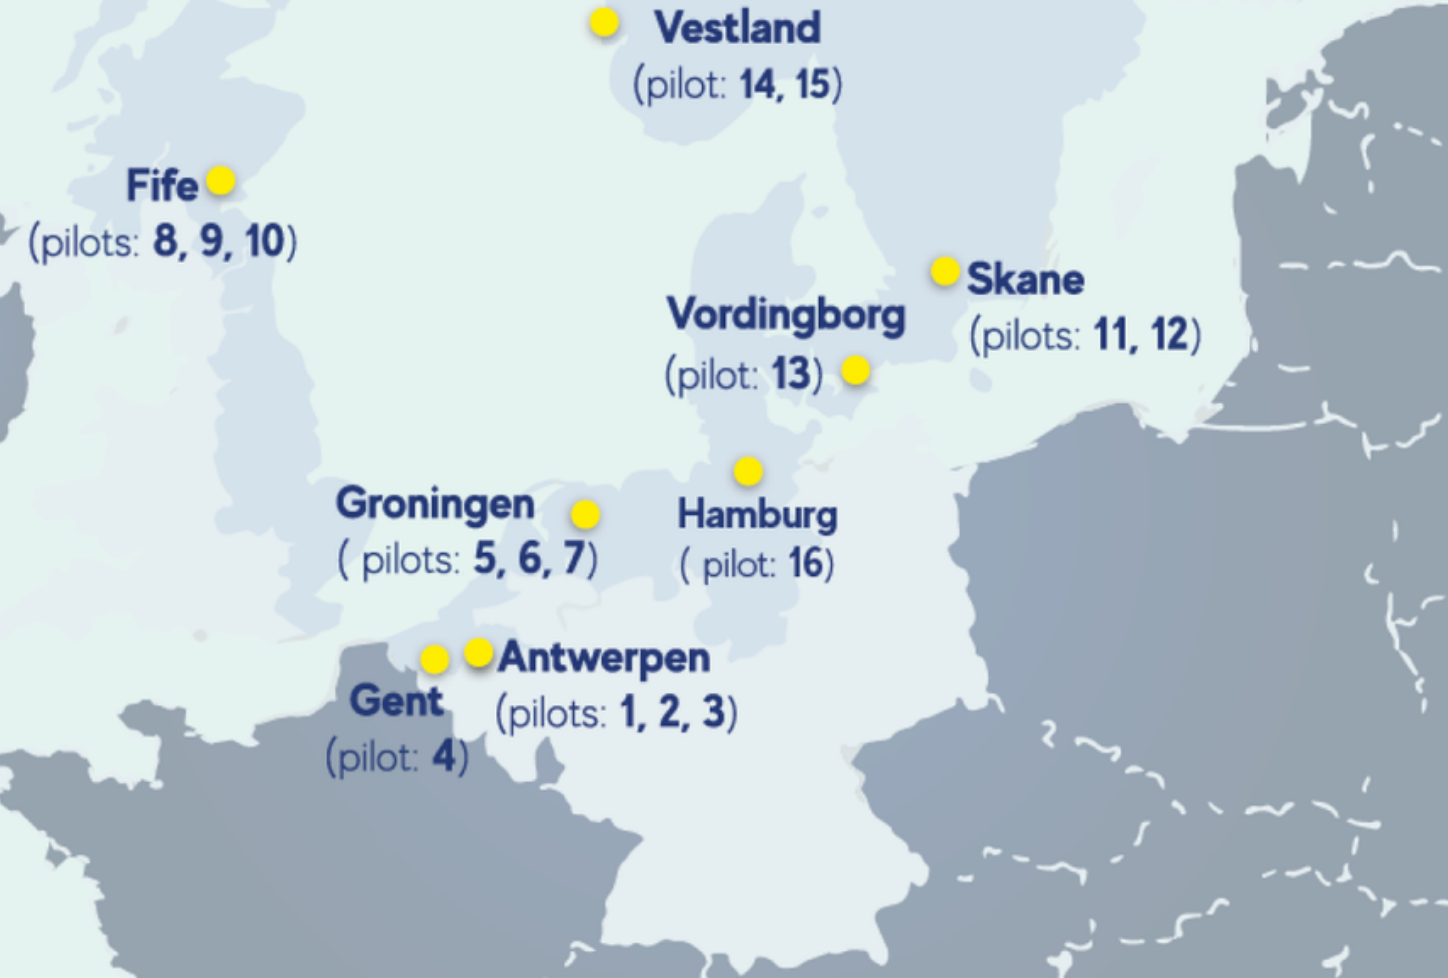 Vestland
(pilot: 14, 15)
Fife
(pilots: 8, 9, 10)
Skane
(pilots: 11, 12)
Vordingborg
(pilot: 13)
Groningen
( pilots: 5, 6, 7)
Hamburg
( pilot: 16)
Antwerpen
(pilots: 1, 2, 3)
Gent
(pilot: 4)